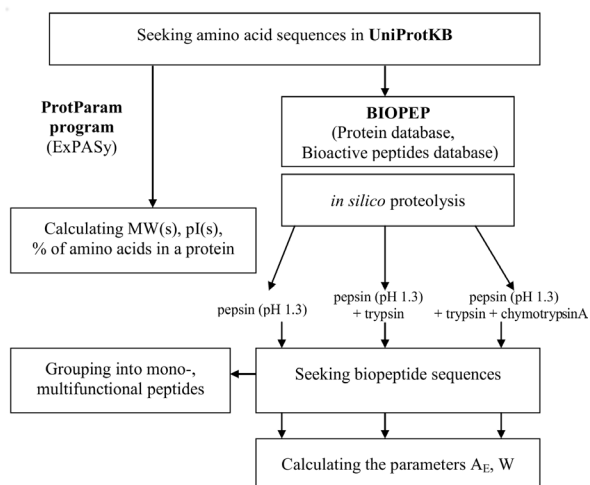 Seeking amino acid sequences in UniProtKB
ProtParam
program
(ExPASy)
BIOPEP
(Protein database,
Bioactive peptides database)
in silico proteolysis
Calculating MW(s), pI(s),
% of amino acids in a protein
pepsin (pH 1.3)
pepsin (pH 1.3)
+ trypsin
pepsin (pH 1.3)
+ trypsin + chymotrypsinA
Grouping into mono-,
multifunctional peptides
Seeking biopeptide sequences
Calculating the parameters AE, W